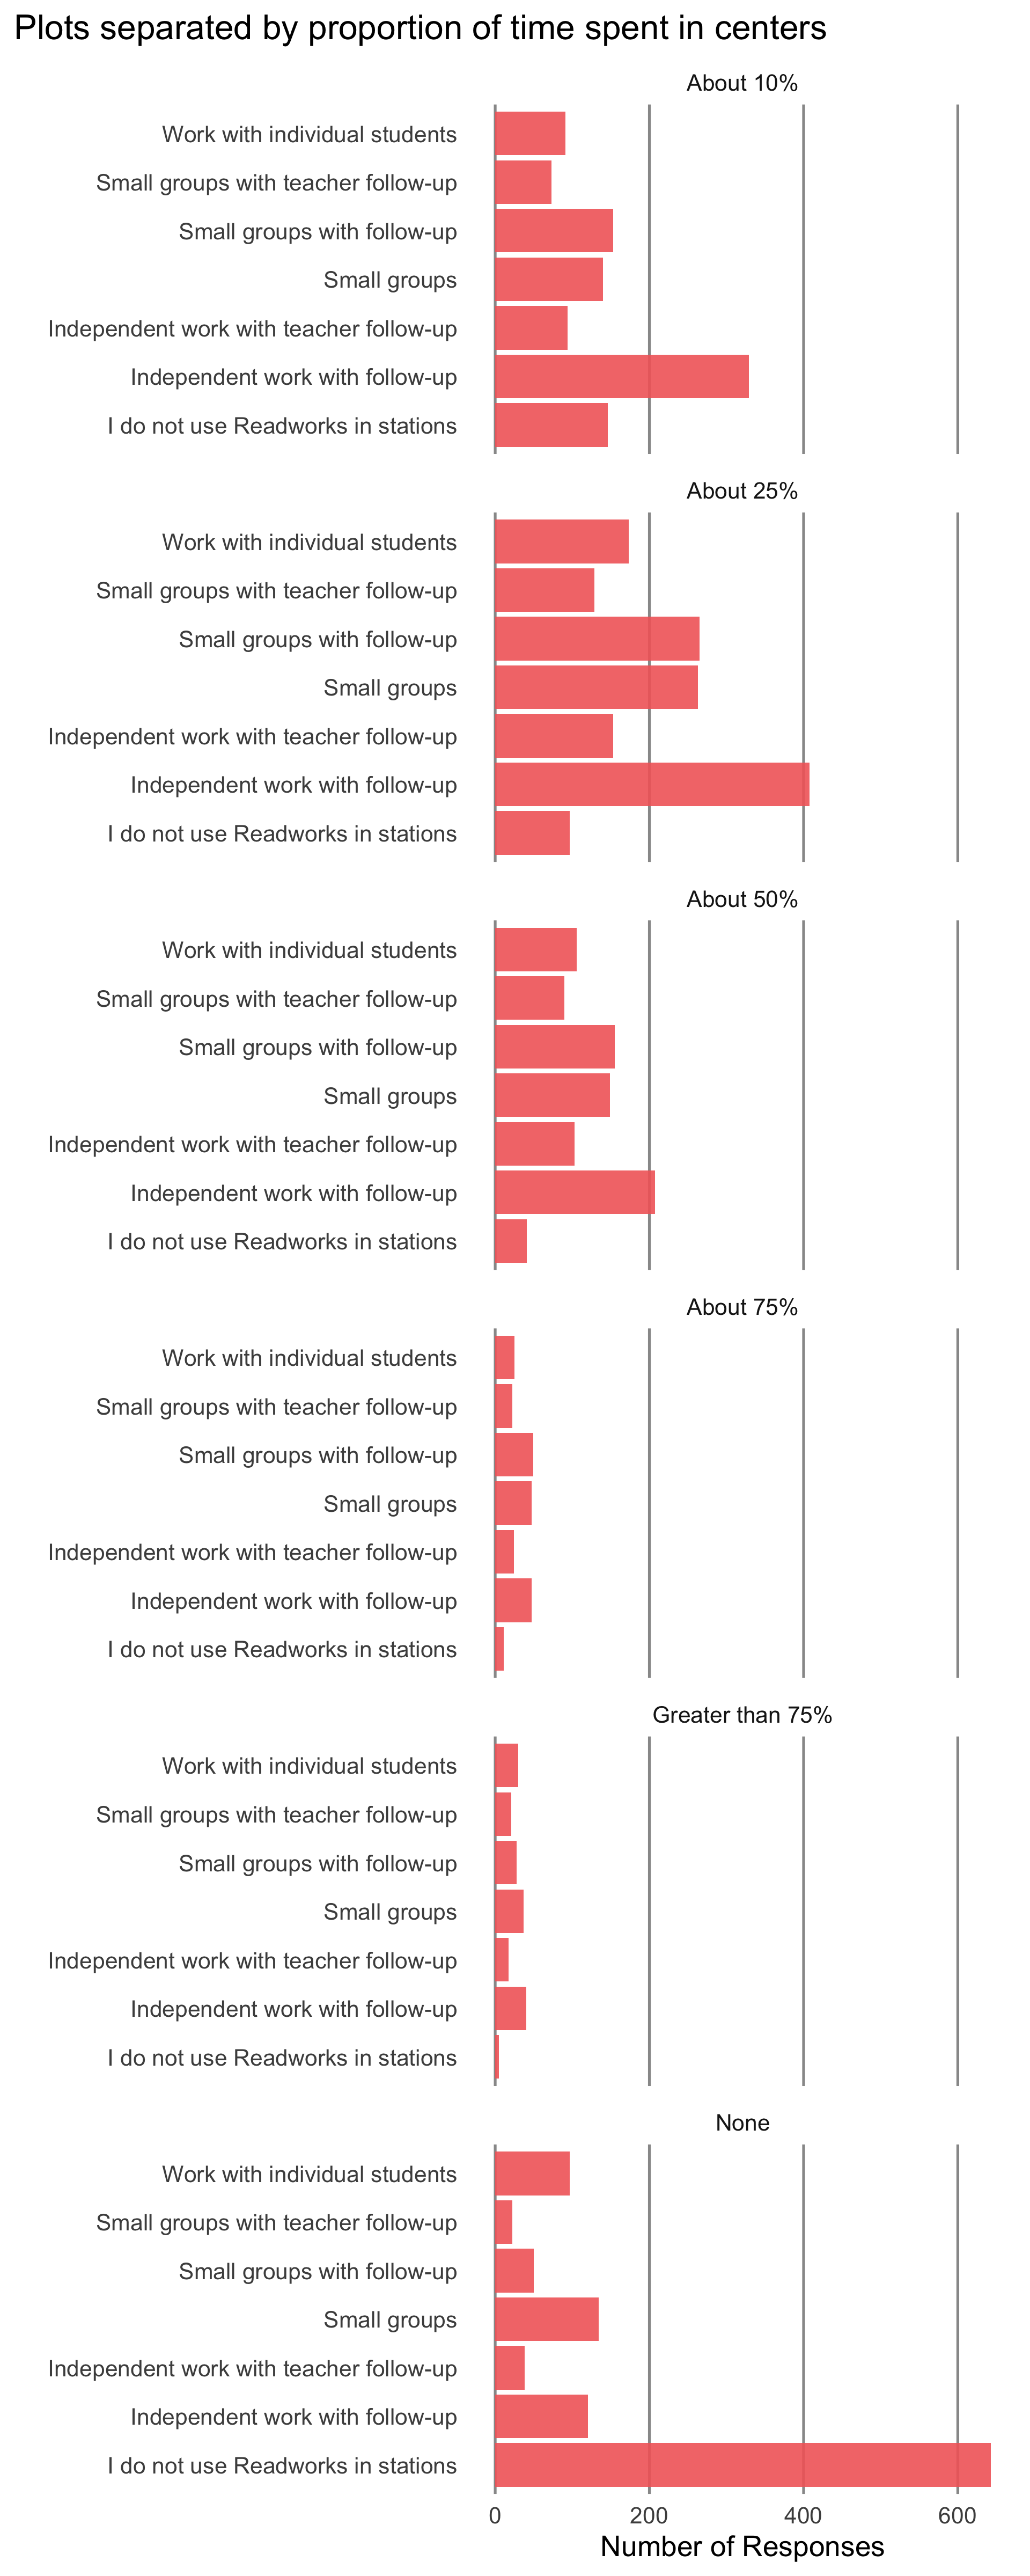 Plots separated by proportion of time spent in centers
About 10%
Work with individual students
Small groups with teacher follow-up
Small groups with follow-up
Small groups
Independent work with teacher follow-up
Independent work with follow-up
I do not use Readworks in stations
About 25%
Work with individual students
Small groups with teacher follow-up
Small groups with follow-up
Small groups
Independent work with teacher follow-up
Independent work with follow-up
I do not use Readworks in stations
About 50%
Work with individual students
Small groups with teacher follow-up
Small groups with follow-up
Small groups
Independent work with teacher follow-up
Independent work with follow-up
I do not use Readworks in stations
About 75%
Work with individual students
Small groups with teacher follow-up
Small groups with follow-up
Small groups
Independent work with teacher follow-up
Independent work with follow-up
I do not use Readworks in stations
Greater than 75%
Work with individual students
Small groups with teacher follow-up
Small groups with follow-up
Small groups
Independent work with teacher follow-up
Independent work with follow-up
I do not use Readworks in stations
None
Work with individual students
Small groups with teacher follow-up
Small groups with follow-up
Small groups
Independent work with teacher follow-up
Independent work with follow-up
I do not use Readworks in stations
0 200 400 600
Number of Responses